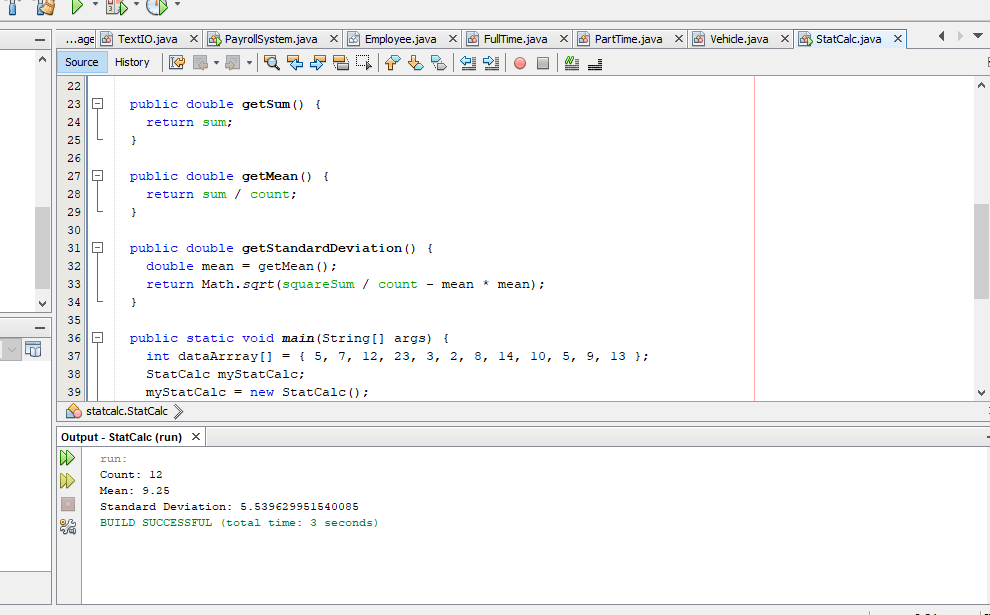 ...age TextIO.java PayrollSystem.java Employee.java FullTime.java PartTime.java Vehicle.java StatCalc.java
Source History
22
23 public double getSum() {
24 return sum;
25 }
26
27 public double getMean() {
28 return sum / count;
29 }
30
31 public double getStandardDeviation() {
32 double mean = getMean();
33 return Math.sqrt(squareSum / count - mean * mean);
34 }
35
36 public static void main(String[] args) {
37 int dataArrray[] = { 5, 7, 12, 23, 3, 2, 8, 14, 10, 5, 9, 13 };
38 StatCalc myStatCalc;
39 myStatCalc = new StatCalc();
statcalc.StatCalc
Output - StatCalc (run)
run:
Count: 12
Mean: 9.25
Standard Deviation: 5.539629951540085
BUILD SUCCESSFUL (total time: 3 seconds)